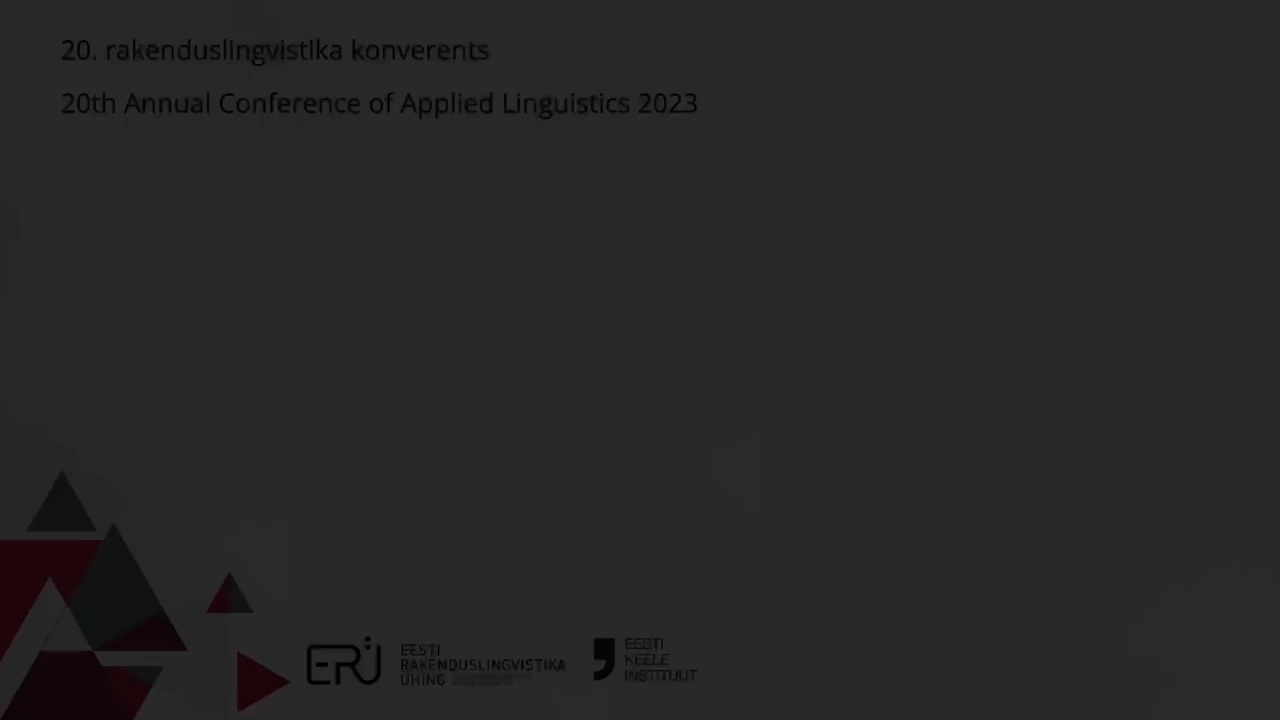 20. rakenduslingvistika konverents
20th Annual Conference of Applied Linguistics 2023
ERÜ
EESTI
RAKENDUSLINGVISTIKA
ÜHING
EESTI
KEELE
INSTITUUT